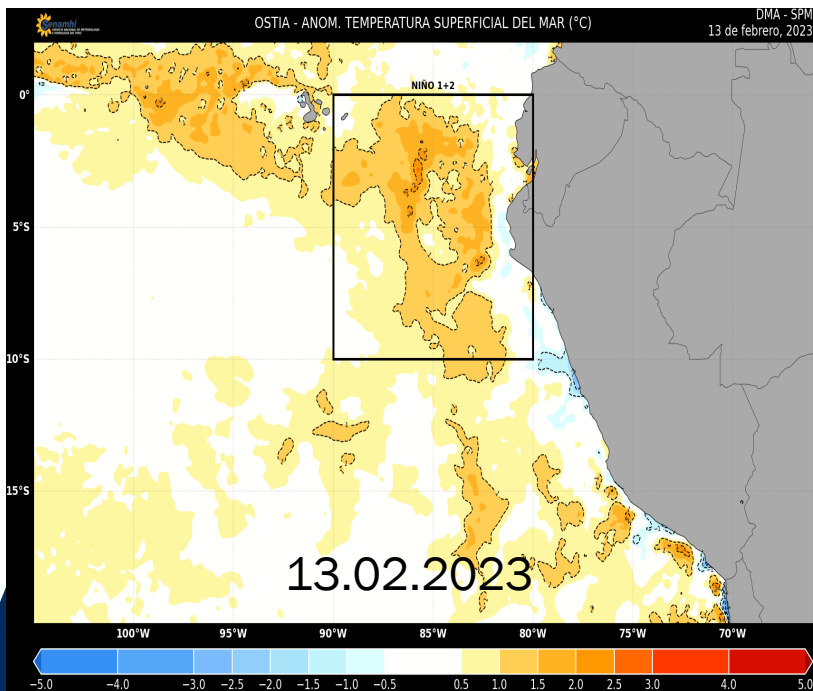 Senamhi
OSTIA - ANOM. TEMPERATURA SUPERFICIAL DEL MAR (°C)
DMA - SPM
13 de febrero, 2023
NIÑO 1+2
0°
5°S
10°S
15°S
13.02.2023
100°W 95°W 90°W 85°W 80°W 75°W 70°W
−5.0 −4.0 −3.0 −2.5 −2.0 −1.5 −1.0 −0.5 0.5 1.0 1.5 2.0 2.5 3.0 4.0 5.0